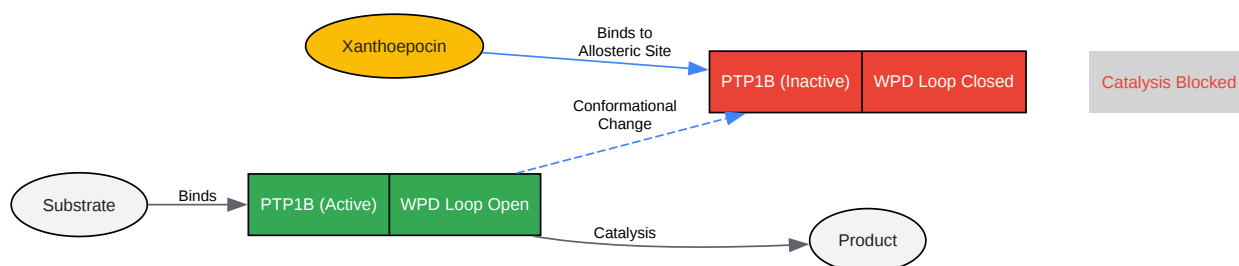 Xanthoepocin
Binds to
Allosteric Site
PTP1B (Inactive)
WPD Loop Closed
Catalysis Blocked
Conformational
Change
Substrate
Binds
PTP1B (Active)
WPD Loop Open
Catalysis
Product